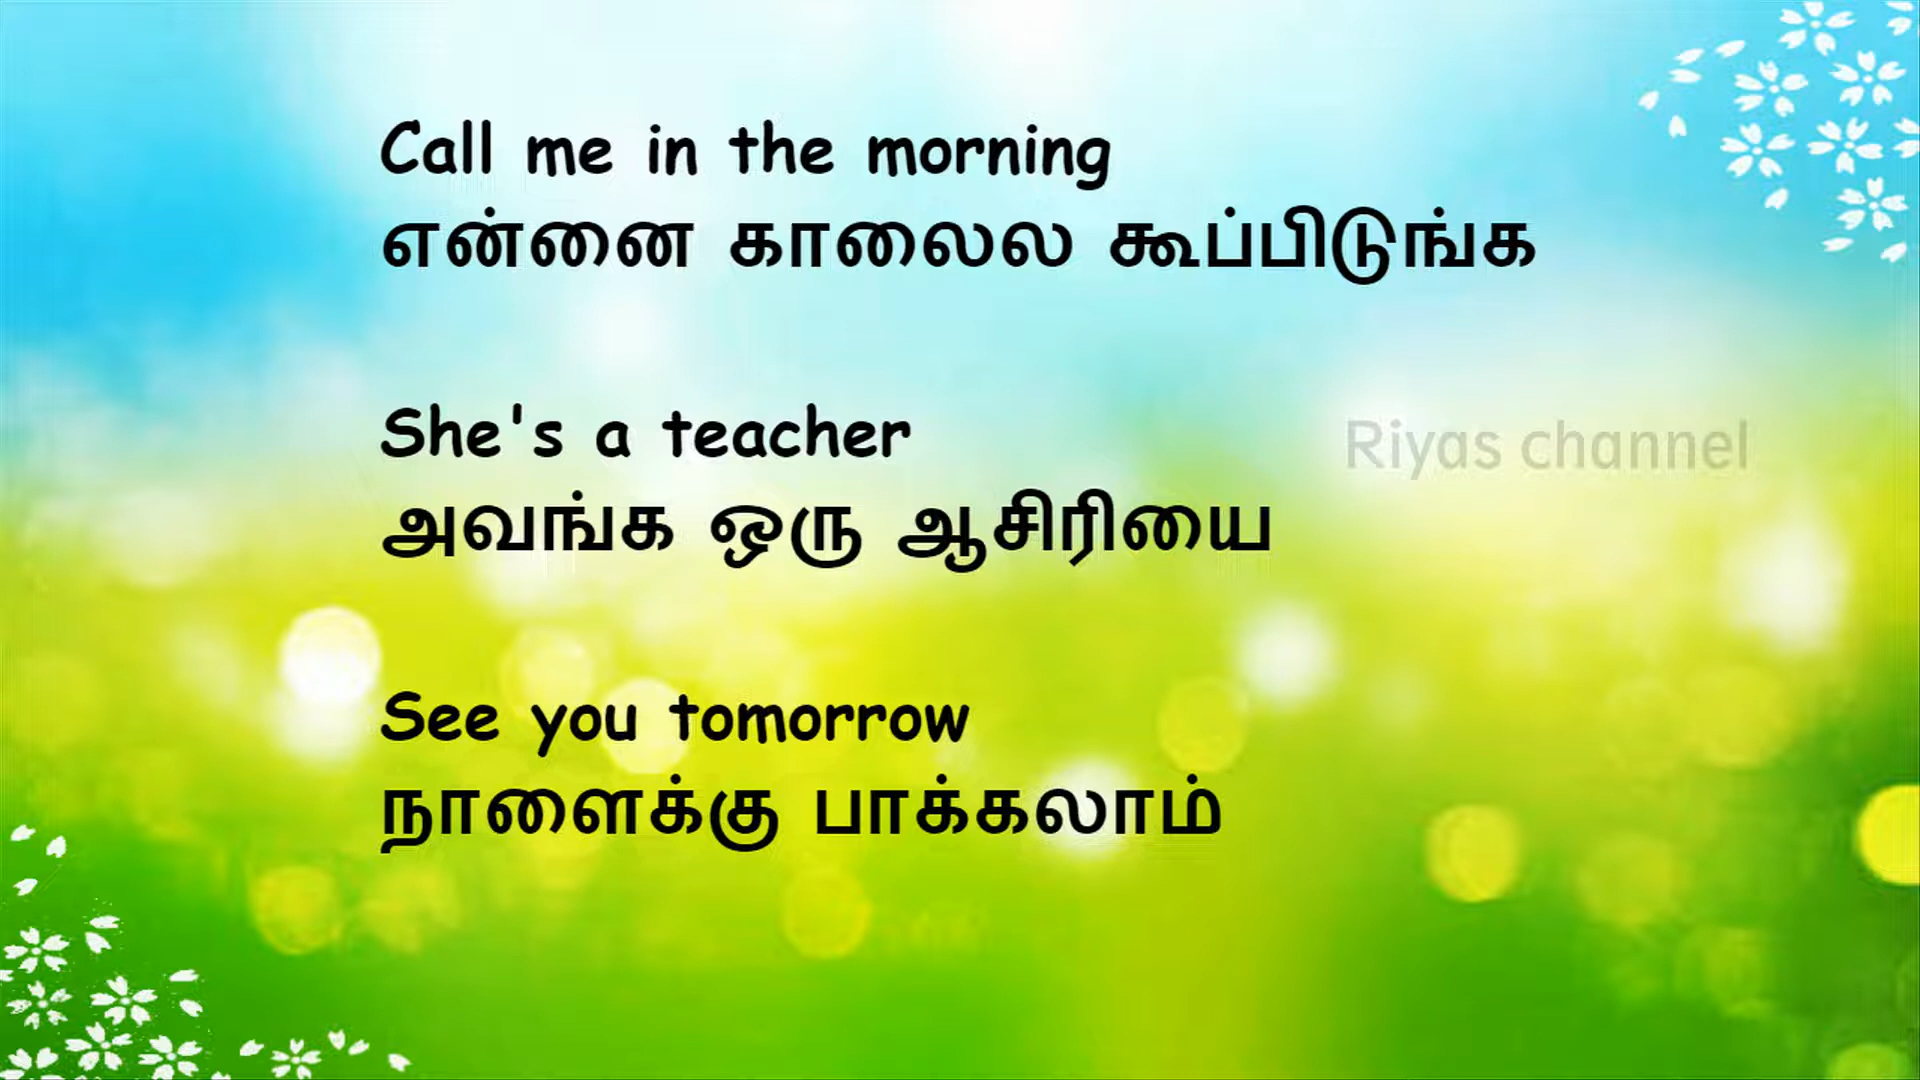 Call me in the morning
என்னை காலைல கூப்பிடுங்க
She's a teacher
Riyas channel
அவங்க ஒரு ஆசிரியை
See you tomorrow
நாளைக்கு பாக்கலாம்